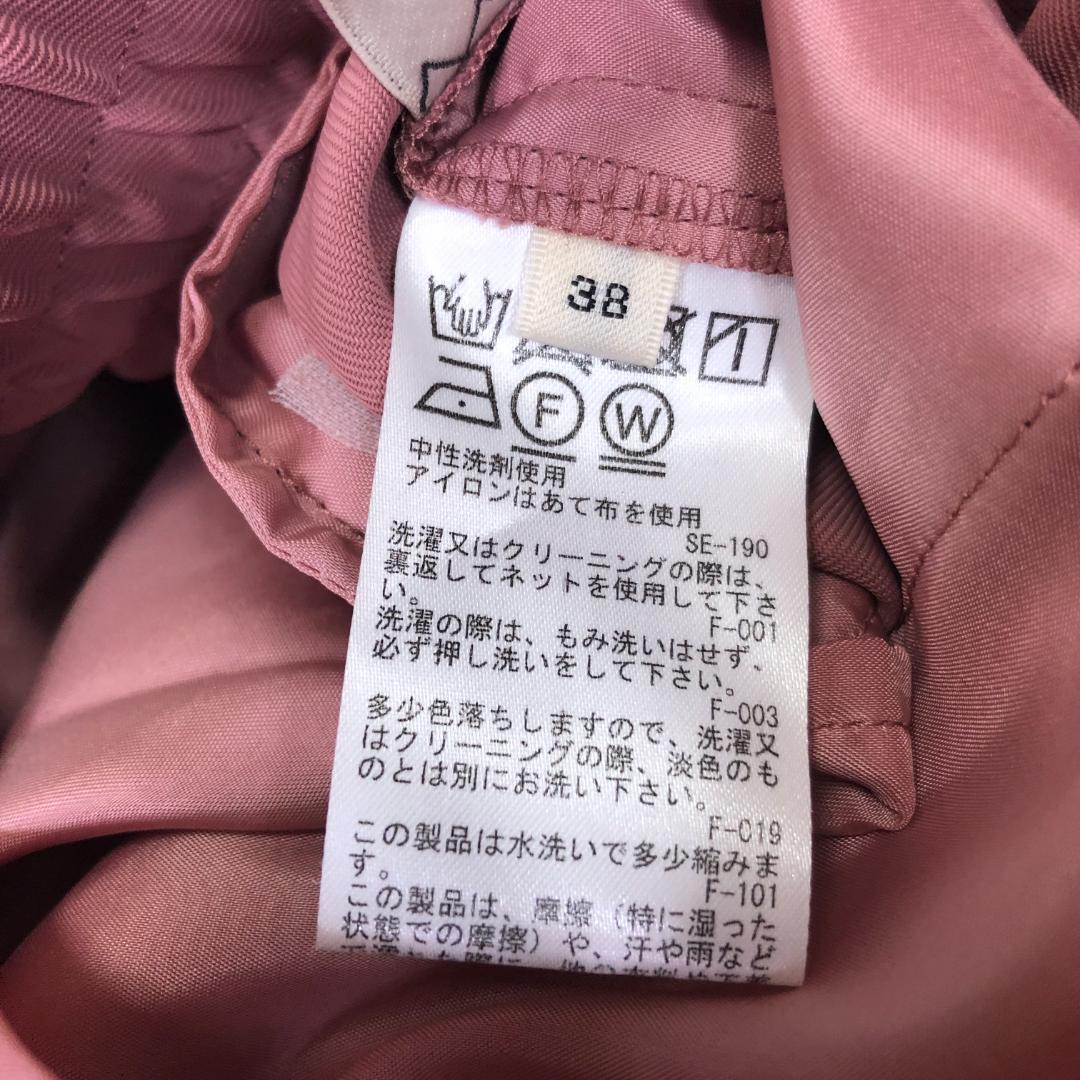 38
F W
中性洗剤使用
アイロンはあて布を使用
SE-190
洗濯又はクリーニングの際は、
裏返してネットを使用して下さ
い。
F-001
洗濯の際は、もみ洗いはせず、
必ず押し洗いをして下さい。
F-003
多少色落ちしますので、洗濯又
はクリーニングの際、淡色のも
のとは別にお洗い下さい。
F-019
この製品は水洗いで多少縮みま
す。
F-101
この製品は、摩擦（特に湿った
状態での摩擦）や、汗や雨など